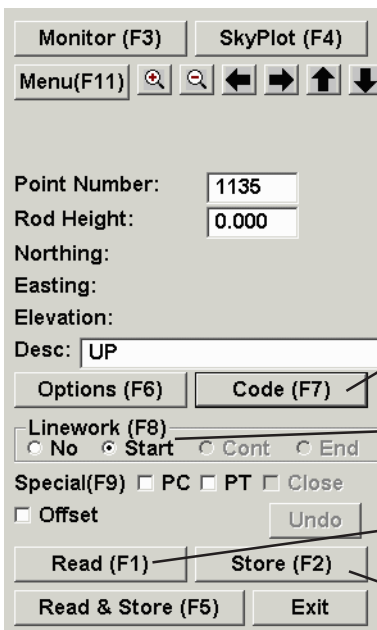 Monitor (F3) SkyPlot (F4)
Menu(F11)
Point Number: 1135
Rod Height: 0.000
Northing:
Easting:
Elevation:
Desc: UP
Options (F6) Code (F7)
Linework (F8)
No Start Cont End
Special(F9) PC PT Close
Offset Undo
Read (F1) Store (F2)
Read & Store (F5) Exit